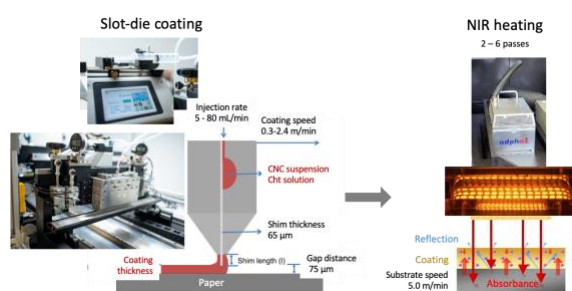 Slot-die coating
NIR heating
2 – 6 passes
Injection rate
5 - 80 mL/min
Coating speed
0.3-2.4 m/min
CNC suspension
Cht solution
Shim thickness
65 µm
Coating
thickness
Shim length (l)
Gap distance
75 µm
Paper
adphos
Reflection
Coating
Substrate speed
5.0 m/min
Absorbance